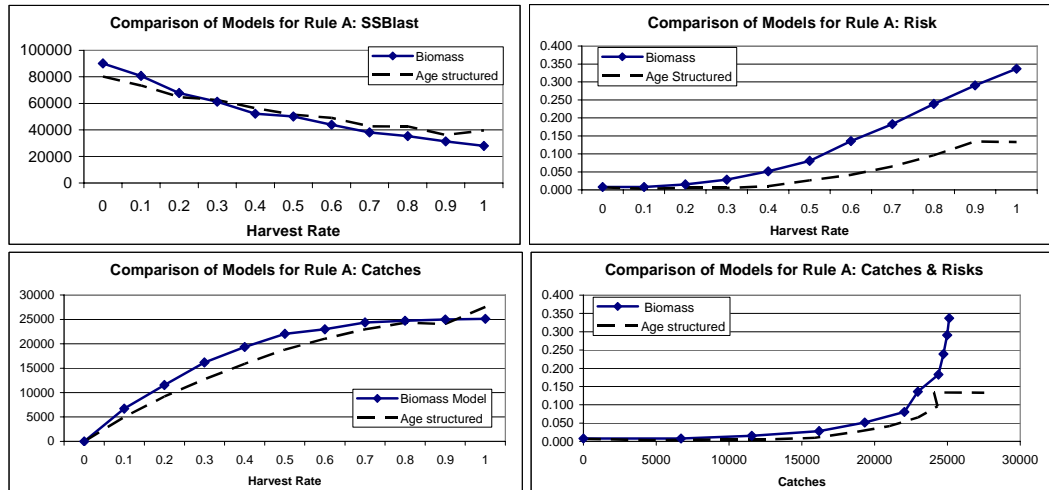 Comparison of Models for Rule A: SSBlast
100000
80000
60000
40000
20000
0
Biomass
Age structured
0 0.1 0.2 0.3 0.4 0.5 0.6 0.7 0.8 0.9 1
Harvest Rate
Comparison of Models for Rule A: Risk
0.400
0.350
0.300
0.250
0.200
0.150
0.100
0.050
0.000
Biomass
Age Structured
0 0.1 0.2 0.3 0.4 0.5 0.6 0.7 0.8 0.9 1
Harvest Rate
Comparison of Models for Rule A: Catches
30000
25000
20000
15000
10000
5000
0
Biomass Model
Age structured
0 0.1 0.2 0.3 0.4 0.5 0.6 0.7 0.8 0.9 1
Harvest Rate
Comparison of Models for Rule A: Catches & Risks
0.400
0.350
0.300
0.250
0.200
0.150
0.100
0.050
0.000
Biomass
Age structured
0 5000 10000 15000 20000 25000 30000
Catches